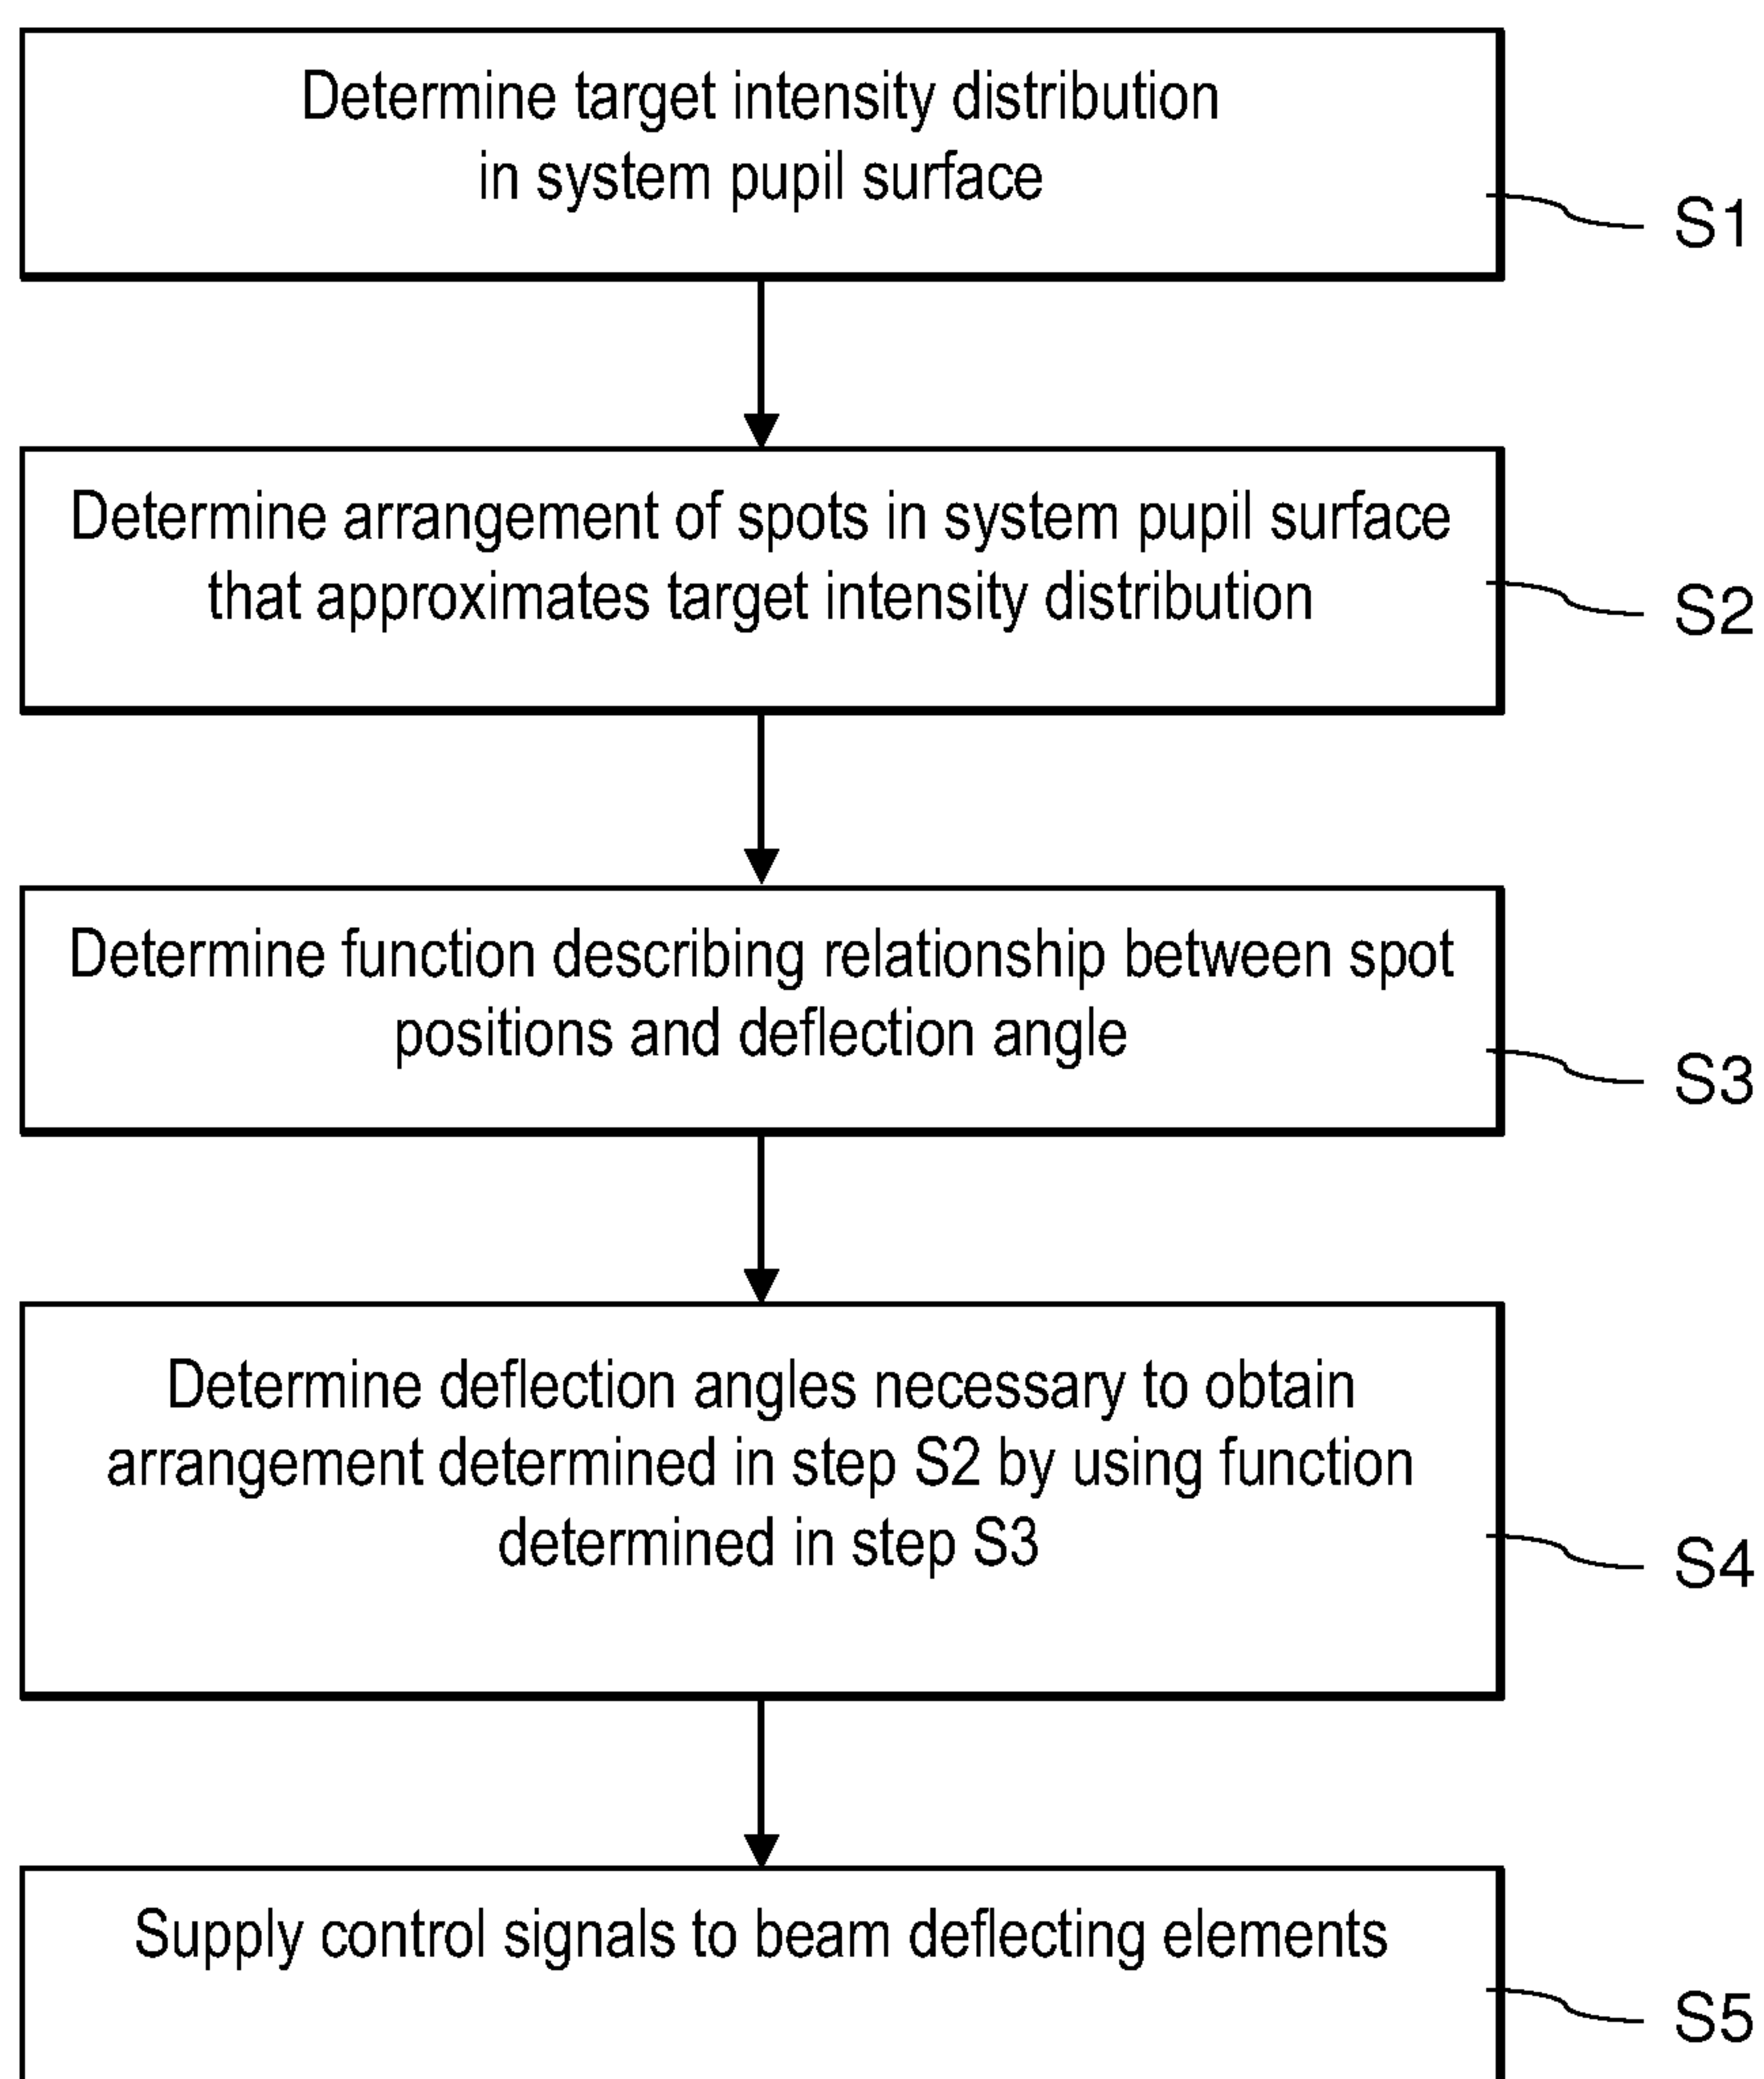 Determine target intensity distribution
in system pupil surface
S1
Determine arrangement of spots in system pupil surface
that approximates target intensity distribution
S2
Determine function describing relationship between spot
positions and deflection angle
S3
Determine deflection angles necessary to obtain
arrangement determined in step S2 by using function
determined in step S3
S4
Supply control signals to beam deflecting elements
S5